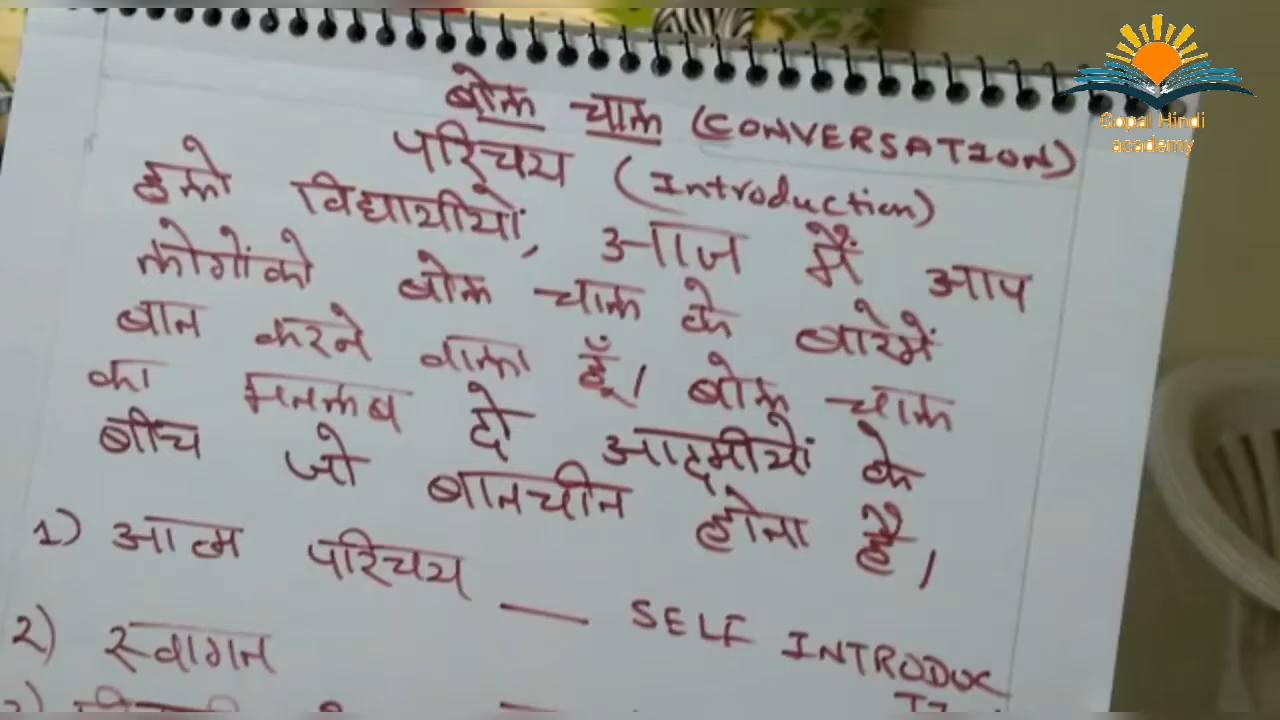 बोल चाल (CONVERSATION)
परिचय (Introduction)
हलो विद्यार्थीयों, आज मैं आप
लोगोंको बोल चाल के बारेमें
बात करने वाला हूँ। बोल चाल
का मतलब दो आदमीयों के
बीच जो बातचीत होता है।
1) आत्म परिचय — SELF INTRODUC
2) स्वागत
Gopal Hindi
academy